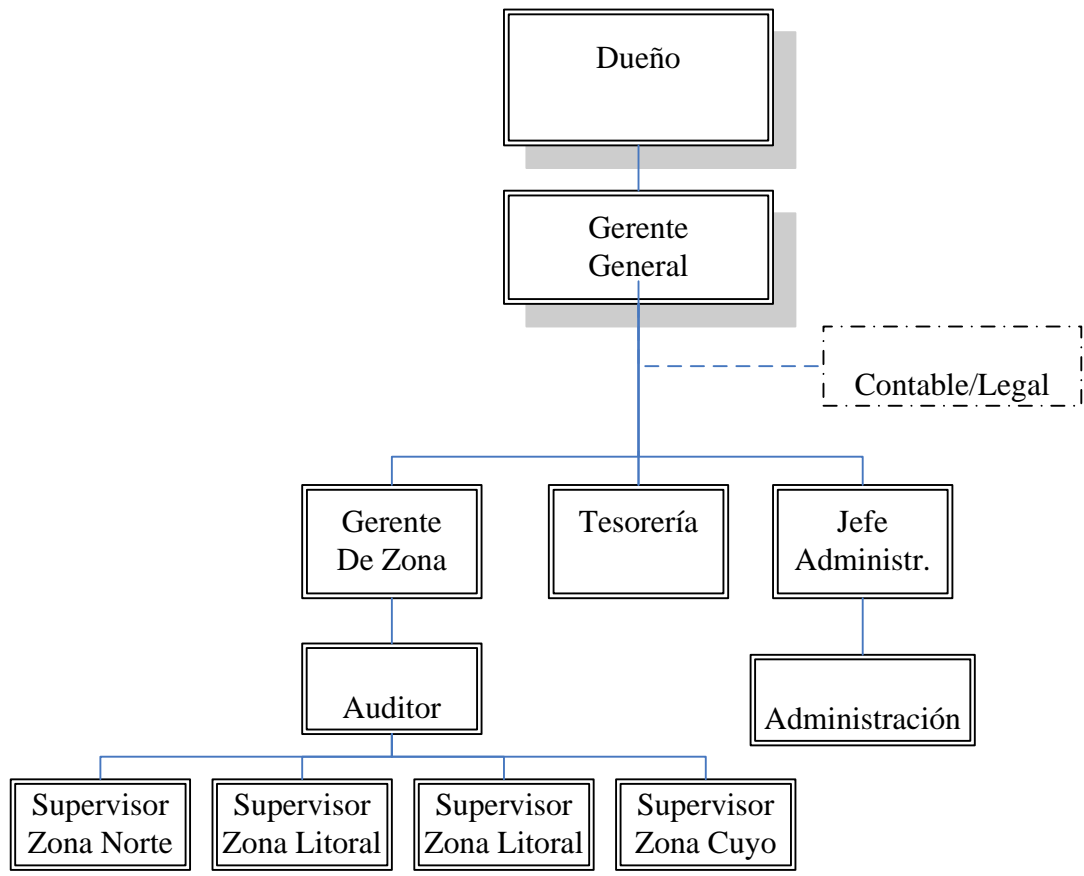 Dueño
Gerente
General
Contable/Legal
Gerente
De Zona
Tesorería
Jefe
Administr.
Auditor
Administración
Supervisor
Zona Norte
Supervisor
Zona Litoral
Supervisor
Zona Litoral
Supervisor
Zona Cuyo